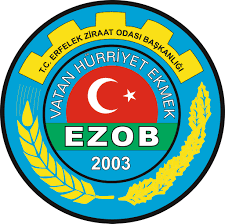 T.C. ERFELEK ZİRAAT ODASI BAŞKANLIĞI
VATAN HÜRRİYET EKMEK
EZOB
2003